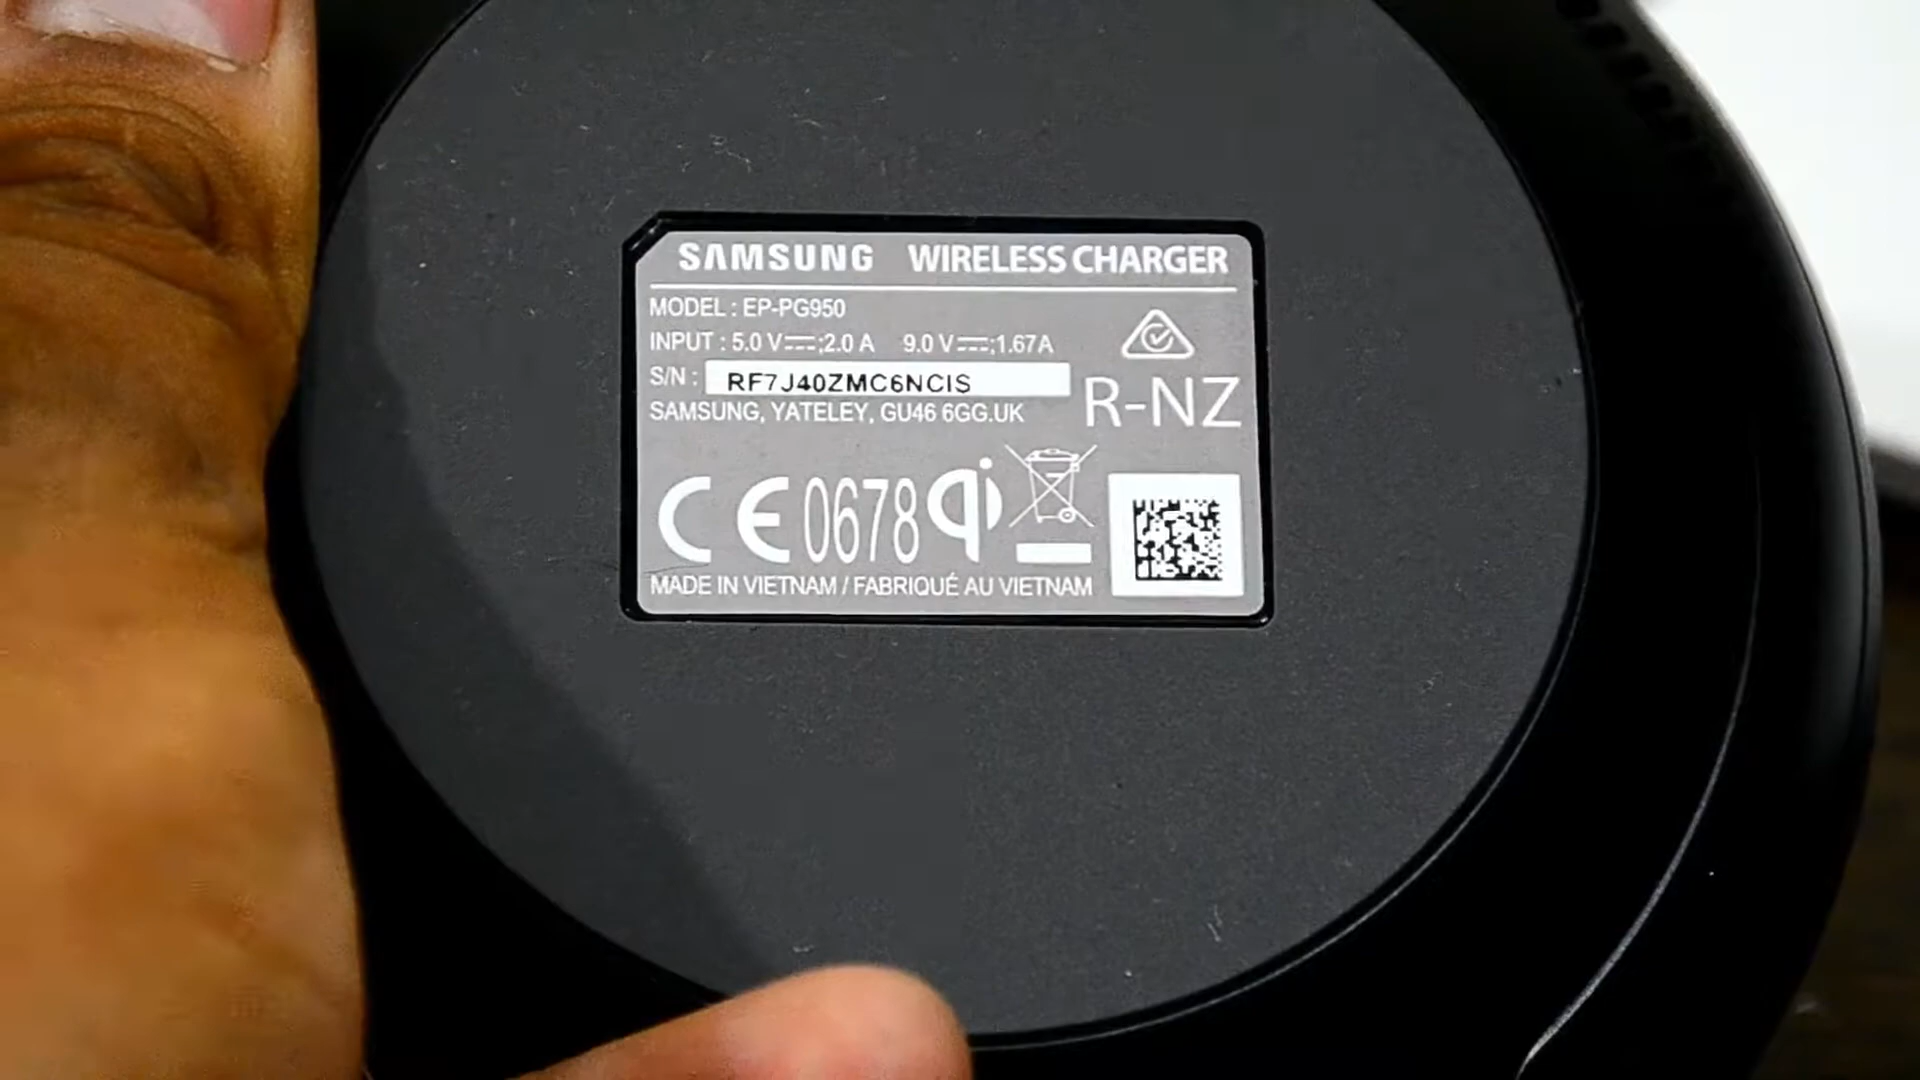 SAMSUNG WIRELESS CHARGER
MODEL : EP-PG950
INPUT : 5.0 V⎓;2.0 A 9.0 V⎓;1.67A
S/N : RF7J40ZMC6NCIS
SAMSUNG, YATELEY, GU46 6GG.UK
R-NZ
CE 0678 qi
MADE IN VIETNAM / FABRIQUÉ AU VIETNAM